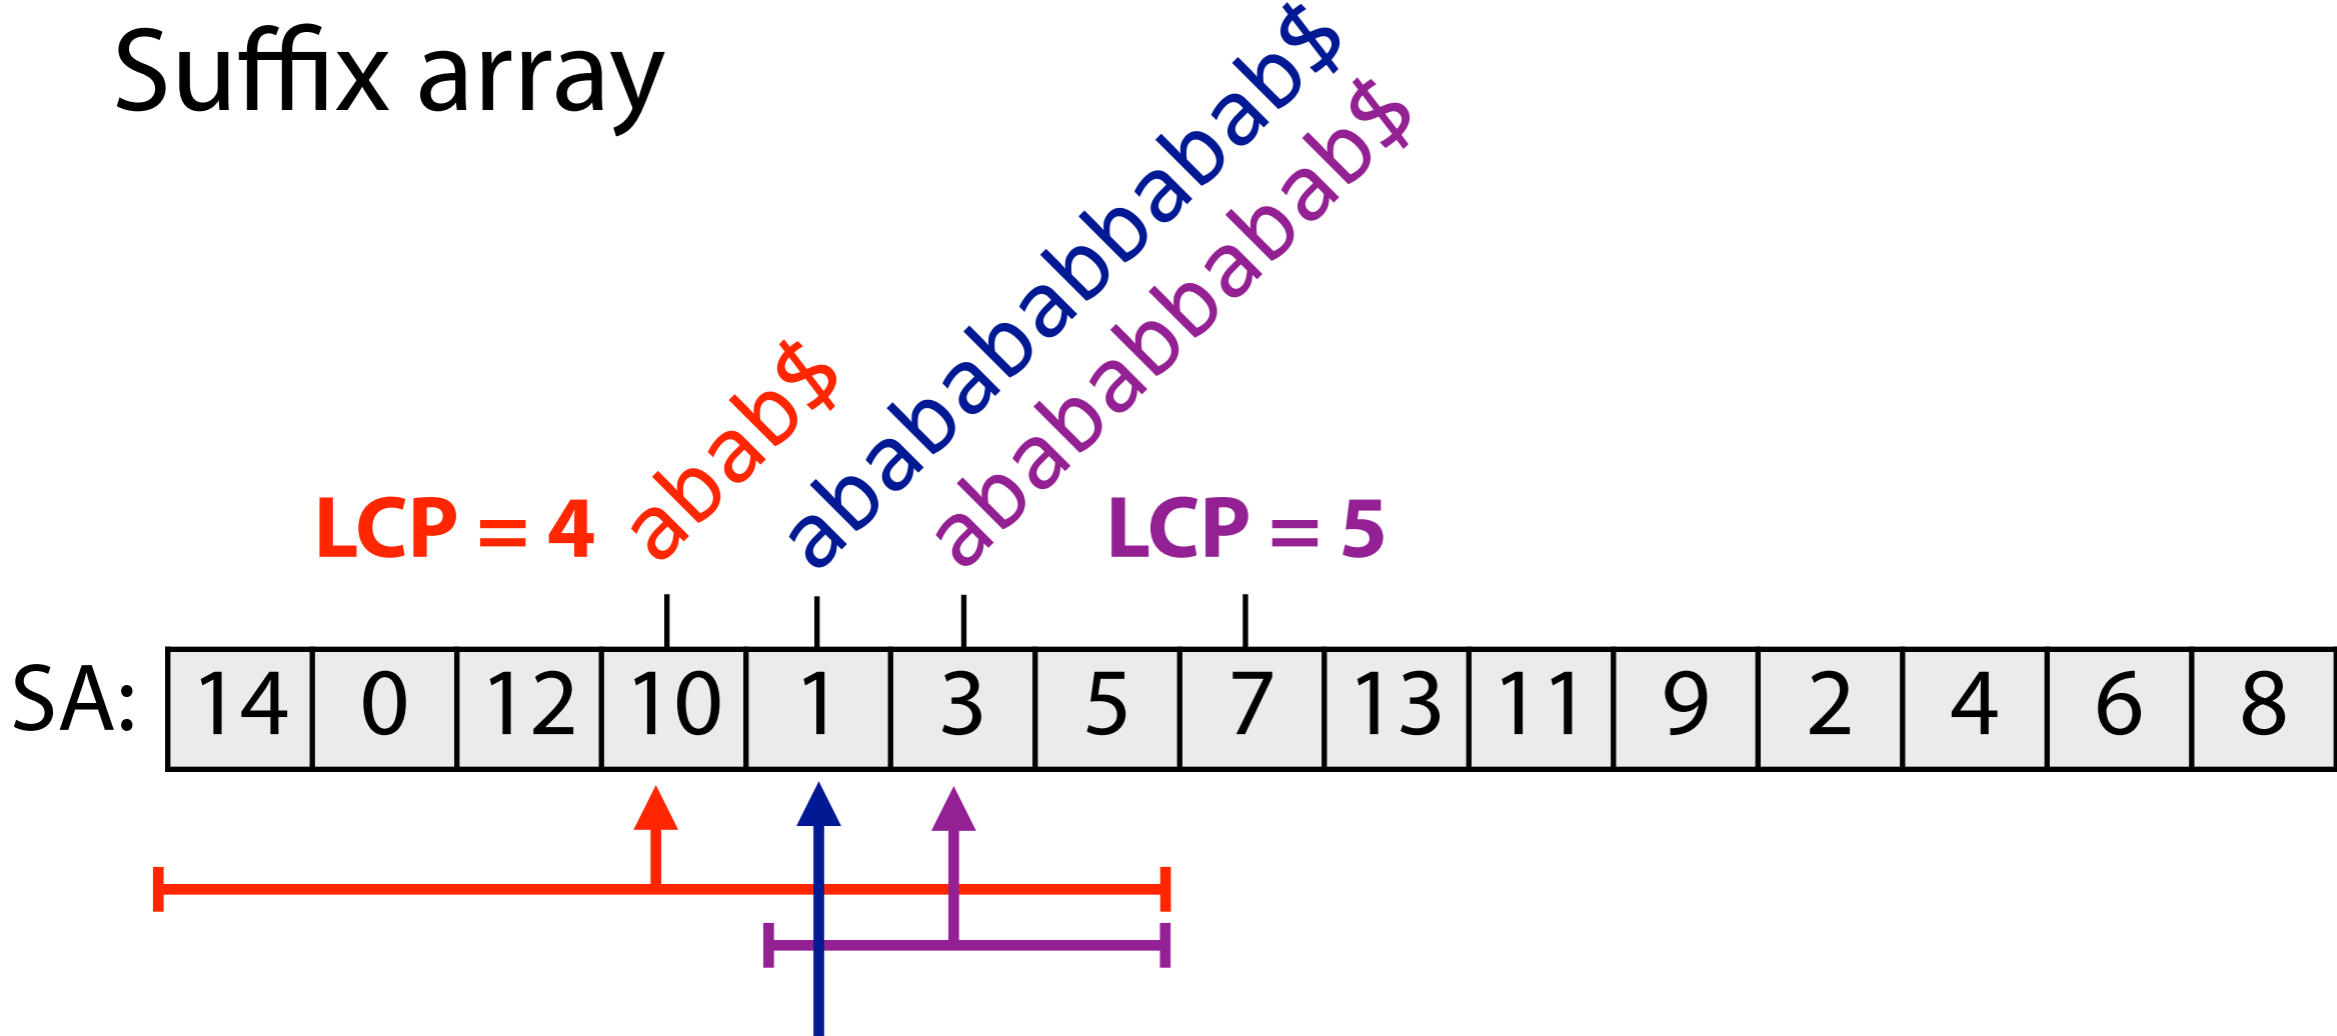 Suffix array
LCP = 4
abab$
ababababbabab$
abababbabab$
LCP = 5
SA: 14 0 12 10 1 3 5 7 13 11 9 2 4 6 8